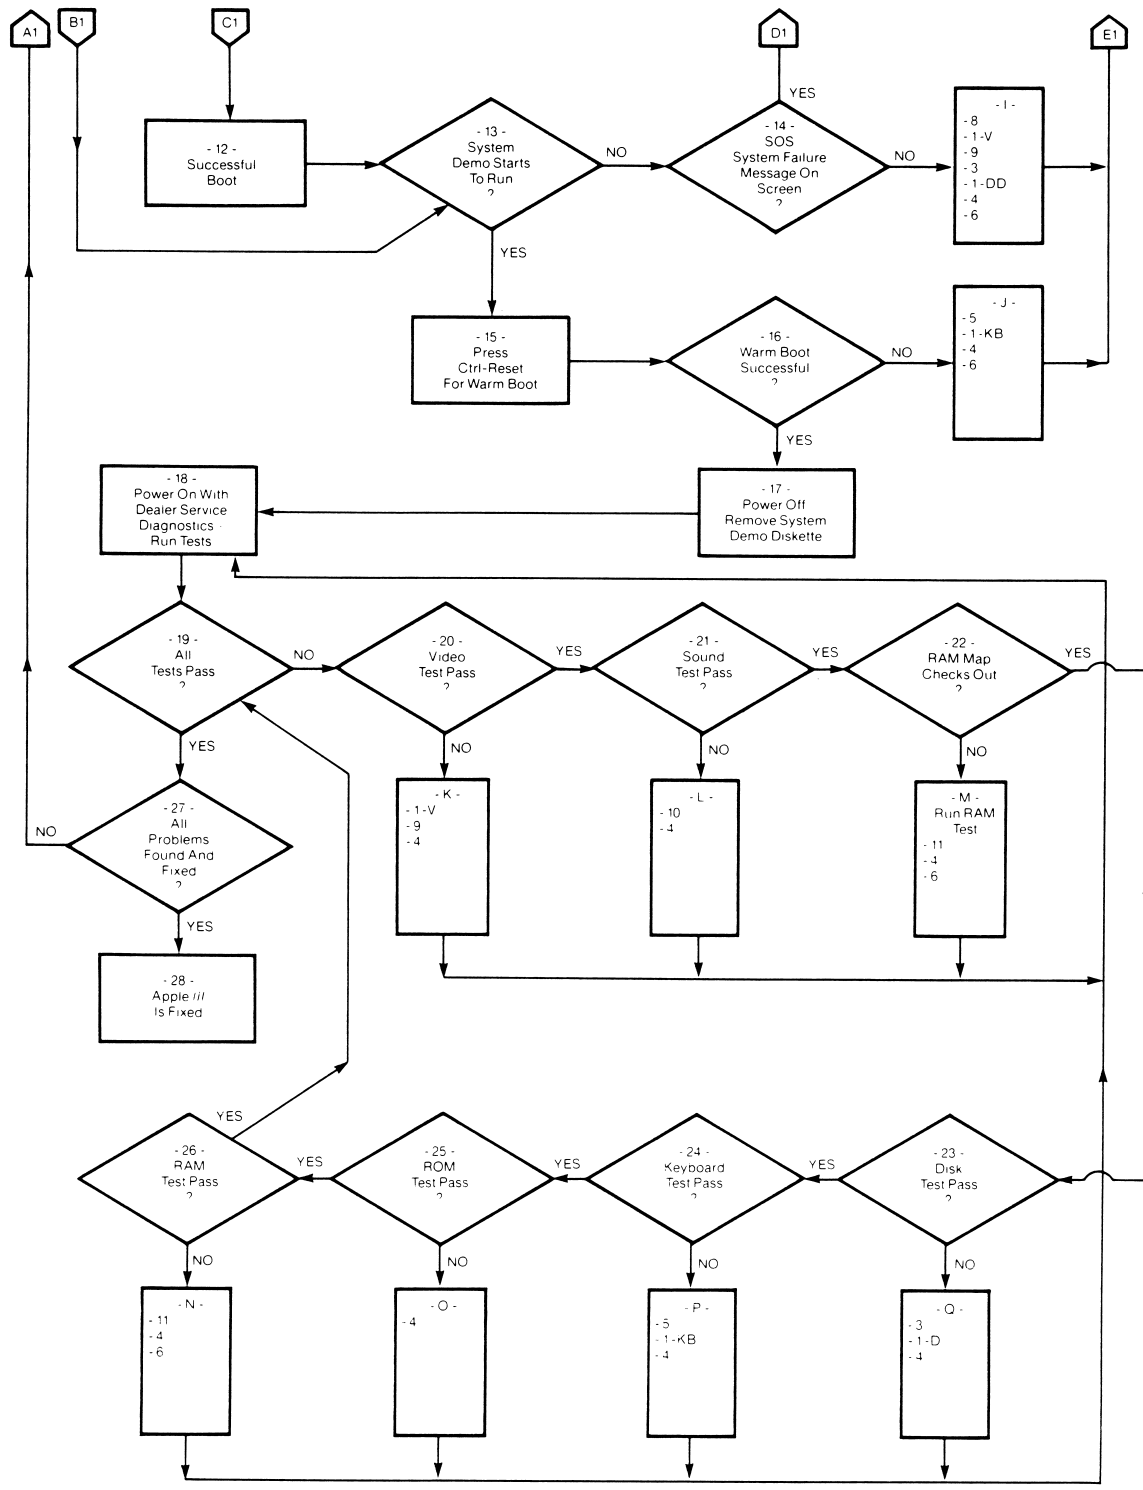 A1
B1
C1
D1
E1
YES
- 12 -
Successful
Boot
- 13 -
System
Demo Starts
To Run
?
NO
- 14 -
SOS
System Failure
Message On
Screen
?
NO
- I -
- 8
- 1-V
- 9
- 3
- 1-DD
- 4
- 6
YES
- 15 -
Press
Ctrl-Reset
For Warm Boot
- 16 -
Warm Boot
Successful
?
NO
- J -
- 5
- 1-KB
- 4
- 6
YES
- 17 -
Power Off
Remove System
Demo Diskette
- 18 -
Power On With
Dealer Service
Diagnostics -
Run Tests
- 19 -
All
Tests Pass
?
NO
- 20 -
Video
Test Pass
?
YES
- 21 -
Sound
Test Pass
?
YES
- 22 -
RAM Map
Checks Out
?
YES
YES
NO
NO
NO
- 27 -
All
Problems
Found And
Fixed
?
NO
- K -
- 1-V
- 9
- 4
- L -
- 10
- 4
- M -
Run RAM
Test
- 11
- 4
- 6
YES
- 28 -
Apple ///
Is Fixed
YES
- 26 -
RAM
Test Pass
?
YES
- 25 -
ROM
Test Pass
?
YES
- 24 -
Keyboard
Test Pass
?
YES
- 23 -
Disk
Test Pass
?
NO
NO
NO
NO
- N -
- 11
- 4
- 6
- O -
- 4
- P -
- 5
- 1-KB
- 4
- Q -
- 3
- 1-D
- 4